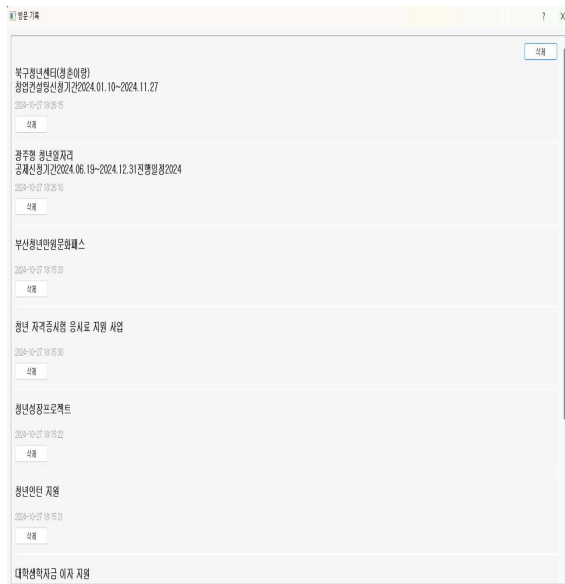 방문 기록
? X
삭제
북구청년센터(청춘이랑)
창업컨설팅신청기간2024.01.10~2024.11.27
2024-10-27 18:26:15
삭제
광주형 청년일자리
공제신청기간2024.06.19~2024.12.31진행일정2024
2024-10-27 18:26:10
삭제
부산청년만원문화패스
2024-10-27 18:15:33
삭제
청년 자격증시험 응시료 지원 사업
2024-10-27 18:15:30
삭제
청년성장프로젝트
2024-10-27 18:15:22
삭제
청년인턴 지원
2024-10-27 18:15:21
삭제
대학생학자금 이자 지원